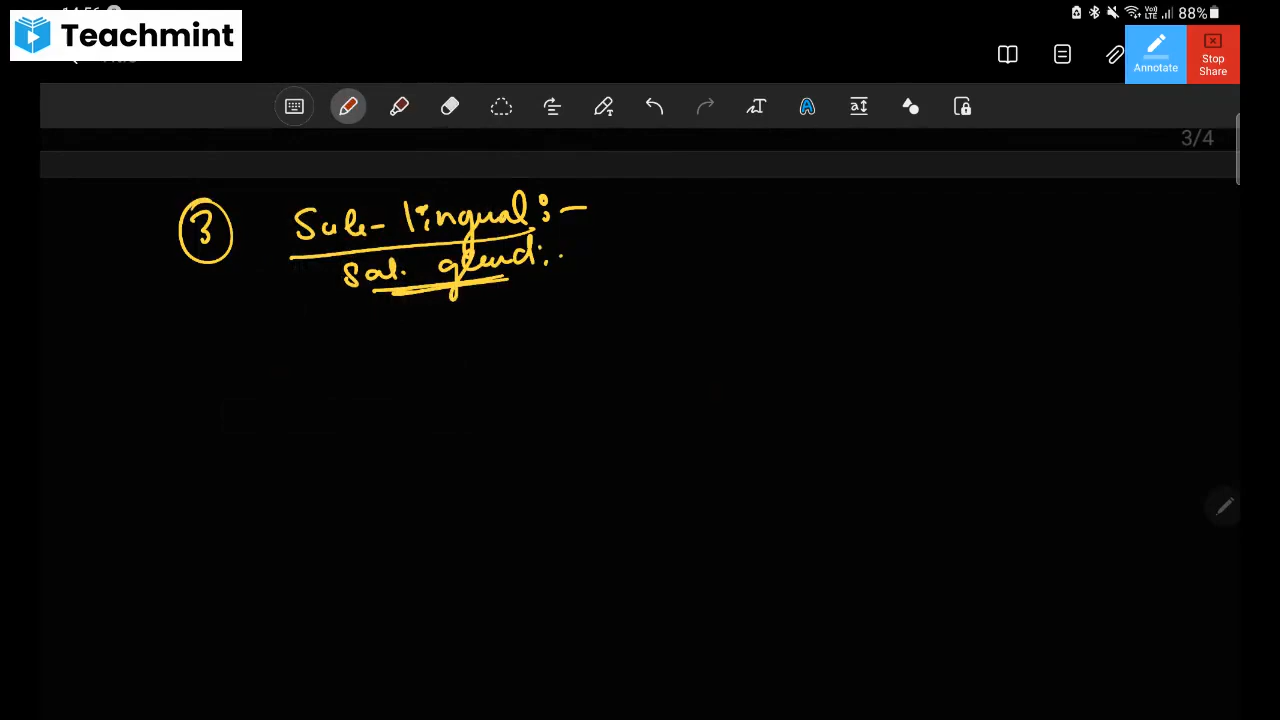 Teachmint
88%
Annotate
Stop
Share
3/4
3 Sub-lingual :-
Sal. gland :.